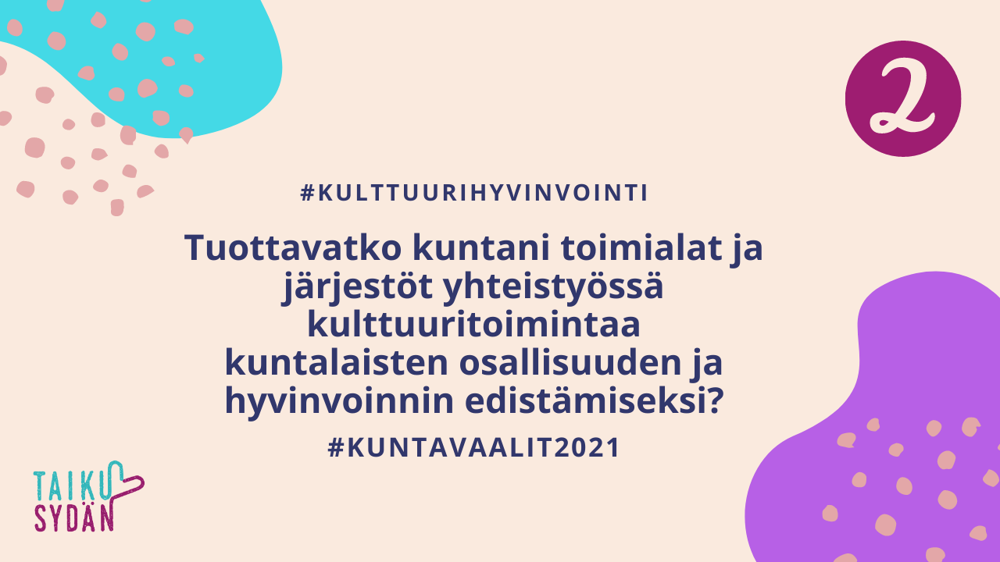 2
#KULTTUURIHYVINVOINTI
Tuottavatko kuntani toimialat ja
järjestöt yhteistyössä
kulttuuritoimintaa
kuntalaisten osallisuuden ja
hyvinvoinnin edistämiseksi?
#KUNTAVAALIT2021
TAIKU
SYDÄN